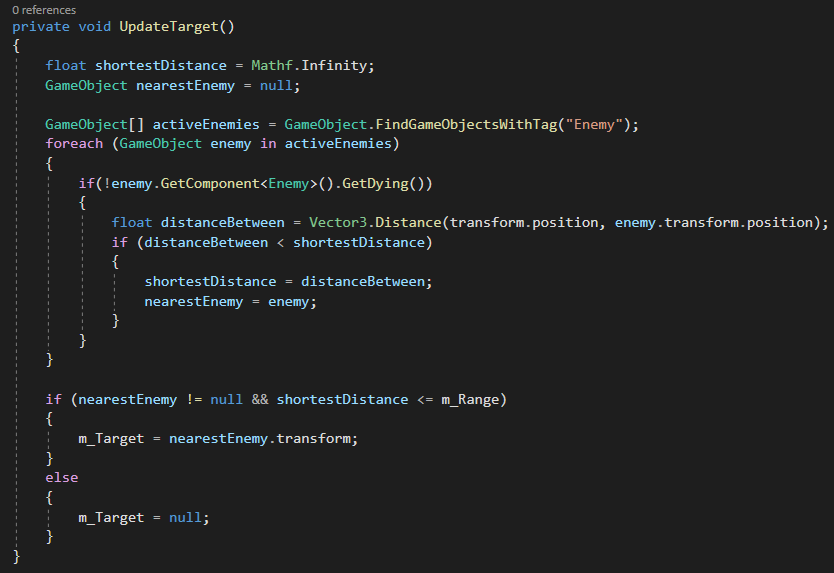 0 references
private void UpdateTarget()
{
    float shortestDistance = Mathf.Infinity;
    GameObject nearestEnemy = null;

    GameObject[] activeEnemies = GameObject.FindGameObjectsWithTag("Enemy");
    foreach (GameObject enemy in activeEnemies)
    {
        if(!enemy.GetComponent<Enemy>().GetDying())
        {
            float distanceBetween = Vector3.Distance(transform.position, enemy.transform.position);
            if (distanceBetween < shortestDistance)
            {
                shortestDistance = distanceBetween;
                nearestEnemy = enemy;
            }
        }
    }

    if (nearestEnemy != null && shortestDistance <= m_Range)
    {
        m_Target = nearestEnemy.transform;
    }
    else
    {
        m_Target = null;
    }
}